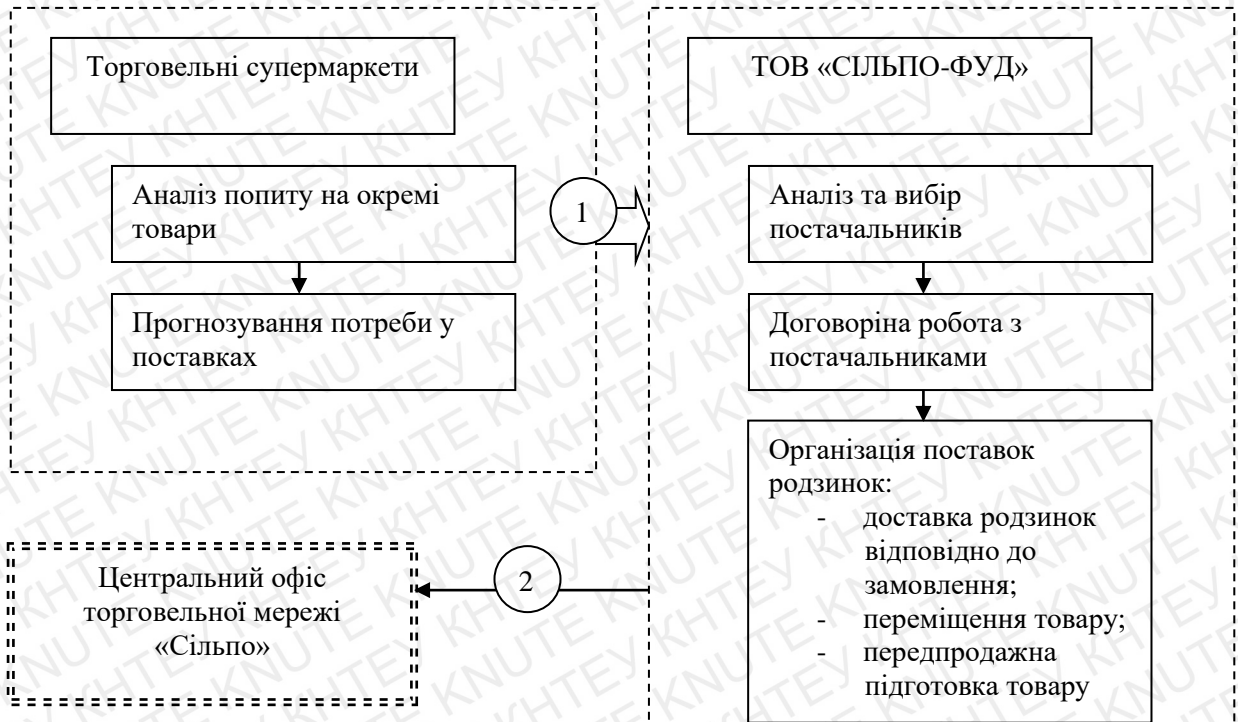 Торговельні супермаркети
Аналіз попиту на окремі
товари
Прогнозування потреби у
поставках
1
ТОВ «СІЛЬПО-ФУД»
Аналіз та вибір
постачальників
Договоріна робота з
постачальниками
Організація поставок
родзинок:
- доставка родзинок
відповідно до
замовлення;
- переміщення товару;
- передпродажна
підготовка товару
2
Центральний офіс
торговельної мережі
«Сільпо»